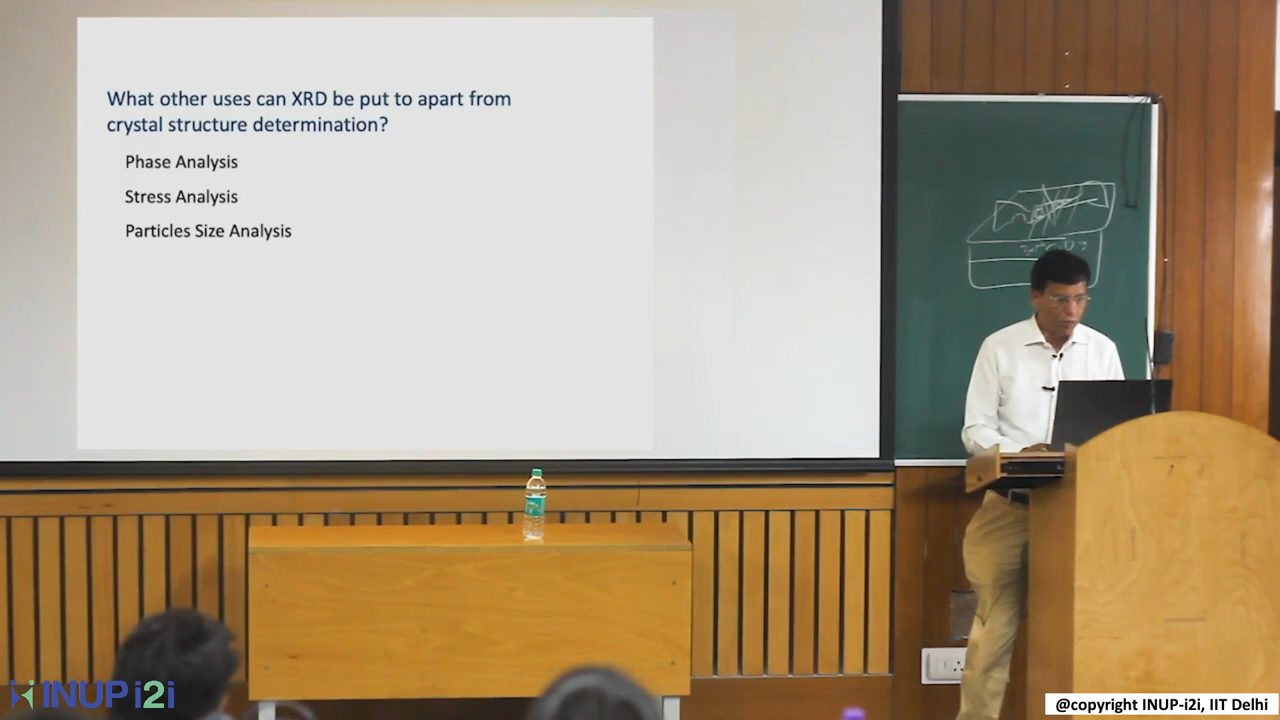 What other uses can XRD be put to apart from
crystal structure determination?
Phase Analysis
Stress Analysis
Particles Size Analysis
INUP i2i
@copyright INUP-i2i, IIT Delhi